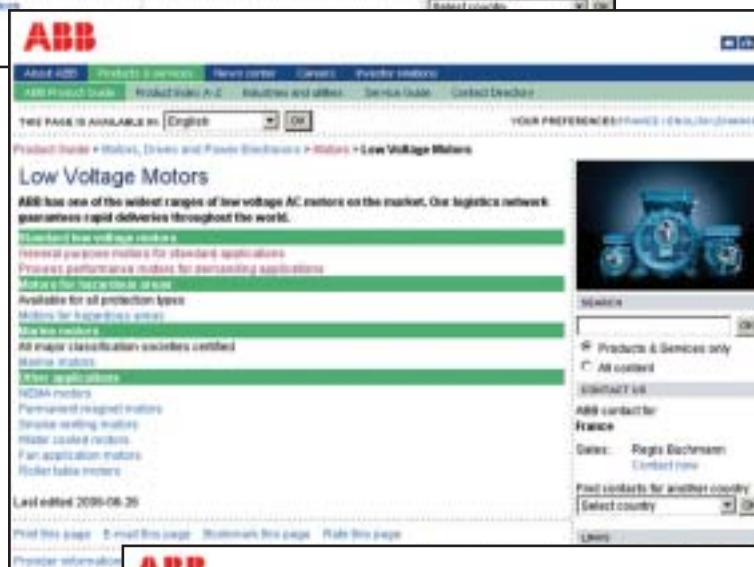 Select country OK
ABB
About ABB Products & services News center Careers Investor relations
ABB Product Guide Product Index A-Z Industries and utilities Service Guide Contact Directory
THIS PAGE IS AVAILABLE IN: English OK YOUR PREFERENCES: FRANCE | ENGLISH
Product Guide > Motors, Drives and Power Electronics > Motors > Low Voltage Motors
Low Voltage Motors
ABB has one of the widest ranges of low voltage AC motors on the market. Our logistics network
guarantees rapid deliveries throughout the world.
Standard low voltage motors
General purpose motors for standard applications
Process performance motors for demanding applications
Motors for hazardous areas
Available for all protection types
Motors for hazardous areas
Marine motors
All major classification societies certified
Marine motors
Other applications
NEMA motors
Permanent magnet motors
Smoke venting motors
Water cooled motors
Fan application motors
Roller table motors
Last edited 2006-06-26
Print this page E-mail this page Bookmark this page Rate this page
Provider information
SEARCH
OK
Products & Services only
All content
CONTACT US
ABB contact for
France
Sales: Regis Bachmann
Contact now
Find contacts for another country
Select country OK
LINKS
ABB